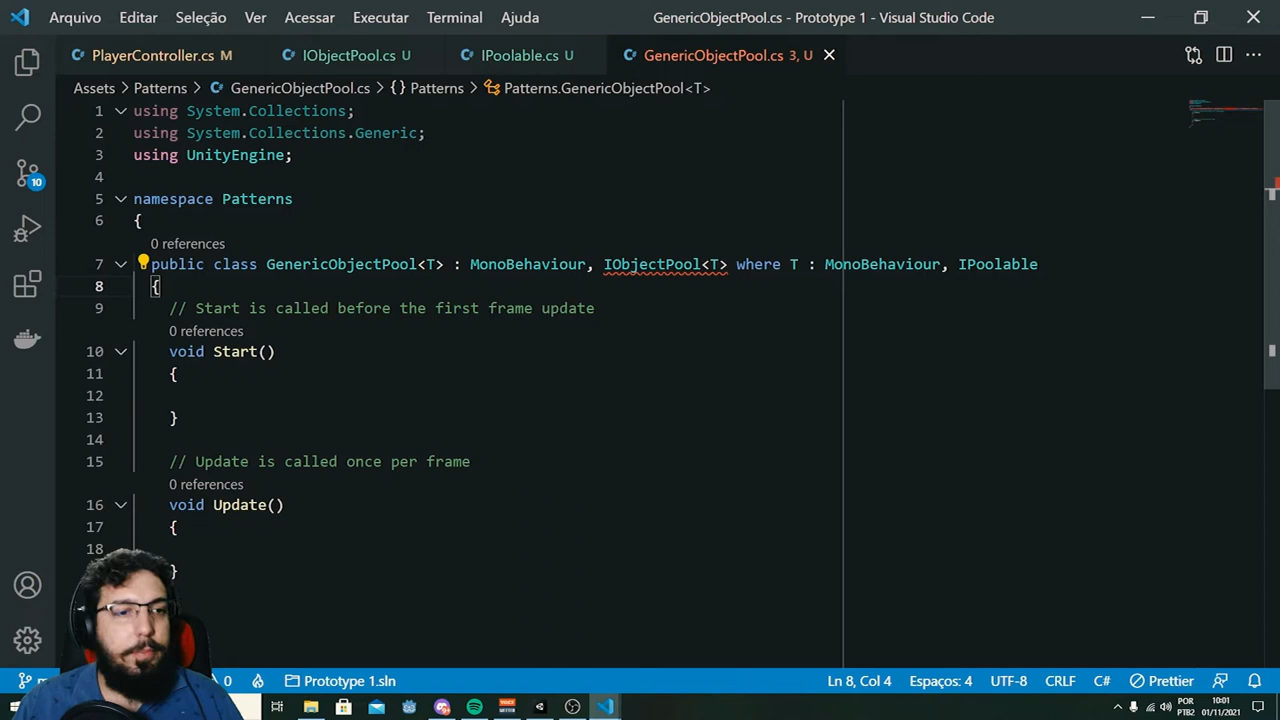 Arquivo Editar Seleção Ver Acessar Executar Terminal Ajuda GenericObjectPool.cs - Prototype 1 - Visual Studio Code
PlayerController.cs M IObjectPool.cs U IPoolable.cs U GenericObjectPool.cs 3, U
Assets Patterns GenericObjectPool.cs {} Patterns Patterns.GenericObjectPool<T>
1 using System.Collections;
2 using System.Collections.Generic;
3 using UnityEngine;
4
5 namespace Patterns
6 {
0 references
7 public class GenericObjectPool<T> : MonoBehaviour, IObjectPool<T> where T : MonoBehaviour, IPoolable
8 {
9 // Start is called before the first frame update
0 references
10 void Start()
11 {
12
13 }
14
15 // Update is called once per frame
0 references
16 void Update()
17 {
18
}
10
0 Prototype 1.sln Ln 8, Col 4 Espaços: 4 UTF-8 CRLF C# Prettier
POR 10:01
PTB2 01/11/2021